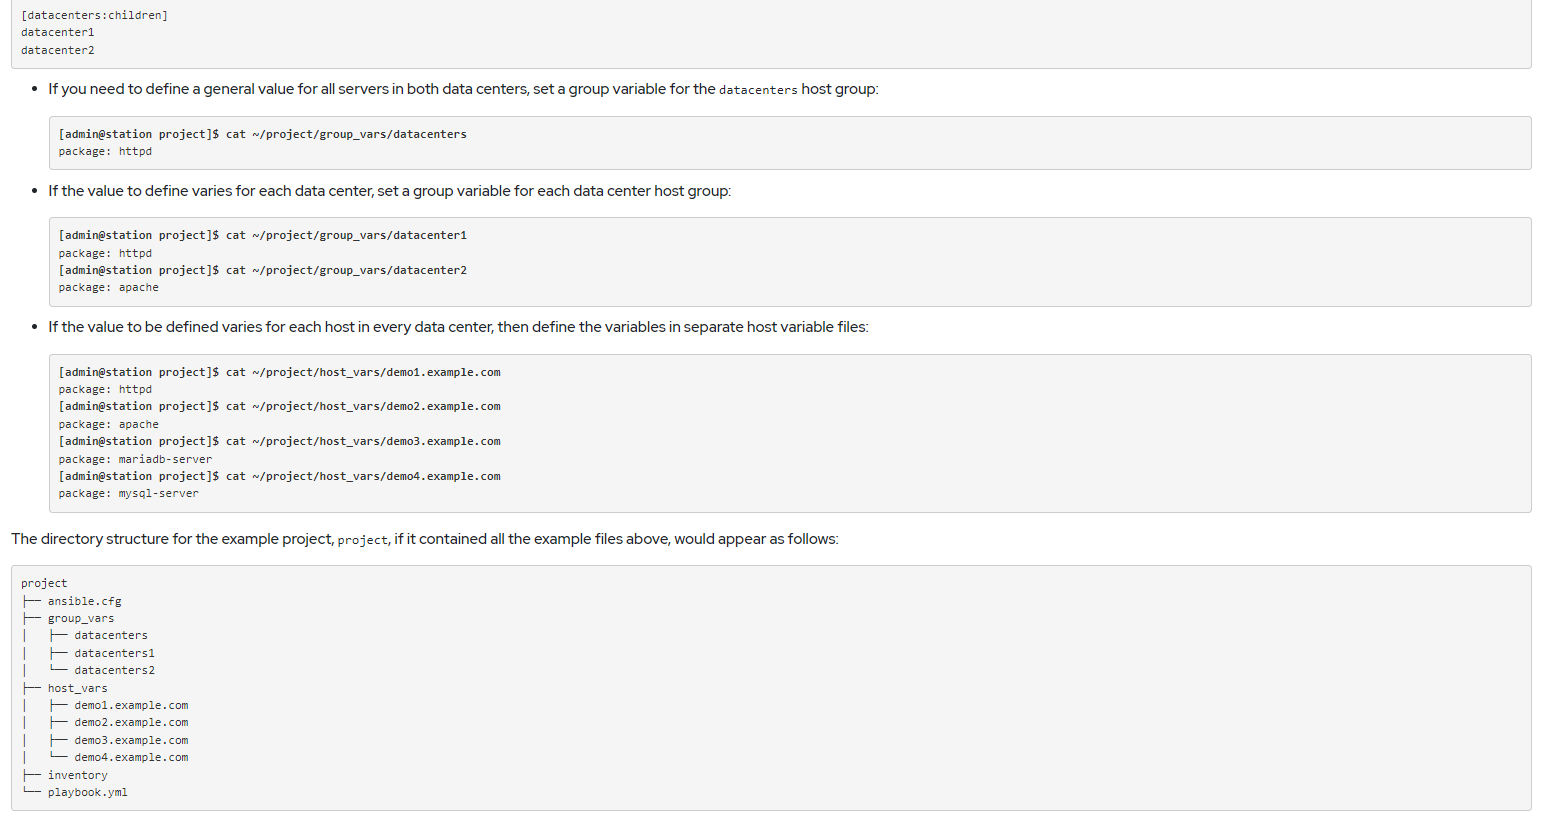 [datacenters:children]
datacenter1
datacenter2
• If you need to define a general value for all servers in both data centers, set a group variable for the datacenters host group:
[admin@station project]$ cat ~/project/group_vars/datacenters
package: httpd
• If the value to define varies for each data center, set a group variable for each data center host group:
[admin@station project]$ cat ~/project/group_vars/datacenter1
package: httpd
[admin@station project]$ cat ~/project/group_vars/datacenter2
package: apache
• If the value to be defined varies for each host in every data center, then define the variables in separate host variable files:
[admin@station project]$ cat ~/project/host_vars/demo1.example.com
package: httpd
[admin@station project]$ cat ~/project/host_vars/demo2.example.com
package: apache
[admin@station project]$ cat ~/project/host_vars/demo3.example.com
package: mariadb-server
[admin@station project]$ cat ~/project/host_vars/demo4.example.com
package: mysql-server
The directory structure for the example project, project, if it contained all the example files above, would appear as follows:
project
├── ansible.cfg
├── group_vars
│   ├── datacenters
│   ├── datacenters1
│   └── datacenters2
├── host_vars
│   ├── demo1.example.com
│   ├── demo2.example.com
│   ├── demo3.example.com
│   └── demo4.example.com
├── inventory
└── playbook.yml